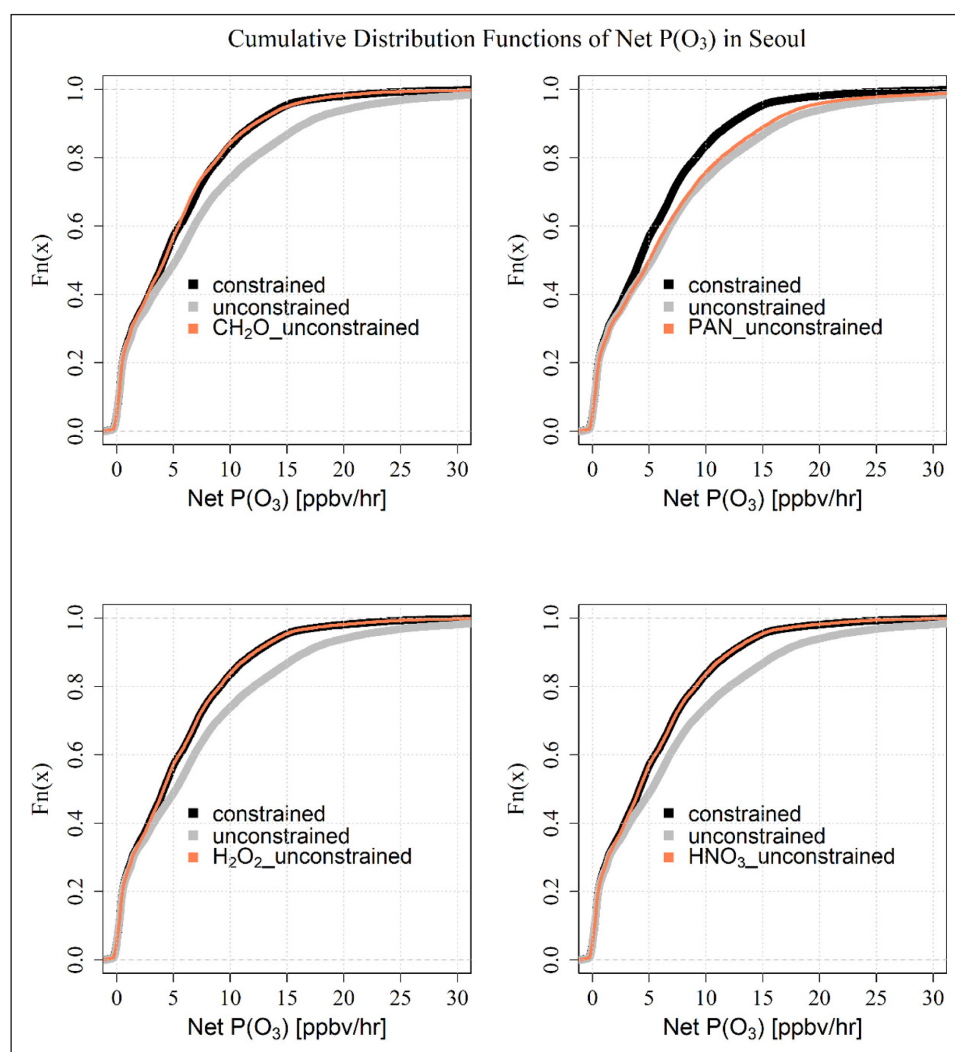 Cumulative Distribution Functions of Net P(O₃) in Seoul
Fn(x)
1.0
0.8
0.6
0.4
0.2
0.0
constrained
unconstrained
CH₂O_unconstrained
0 5 10 15 20 25 30
Net P(O₃) [ppbv/hr]
Fn(x)
1.0
0.8
0.6
0.4
0.2
0.0
constrained
unconstrained
PAN_unconstrained
0 5 10 15 20 25 30
Net P(O₃) [ppbv/hr]
Fn(x)
1.0
0.8
0.6
0.4
0.2
0.0
constrained
unconstrained
H₂O₂_unconstrained
0 5 10 15 20 25 30
Net P(O₃) [ppbv/hr]
Fn(x)
1.0
0.8
0.6
0.4
0.2
0.0
constrained
unconstrained
HNO₃_unconstrained
0 5 10 15 20 25 30
Net P(O₃) [ppbv/hr]